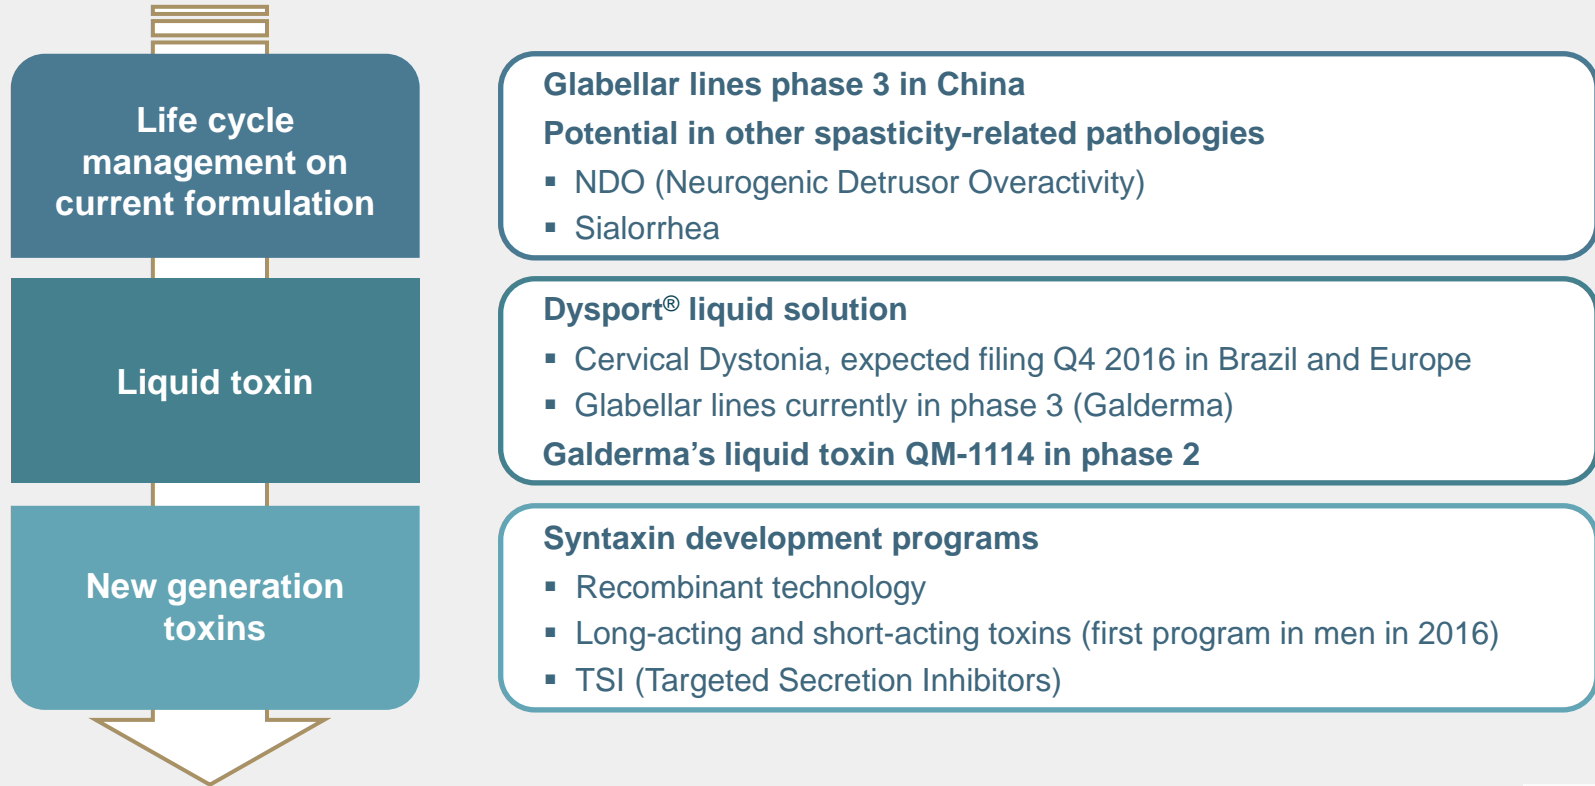 Life cycle
management on
current formulation
Glabellar lines phase 3 in China
Potential in other spasticity-related pathologies
▪ NDO (Neurogenic Detrusor Overactivity)
▪ Sialorrhea
Liquid toxin
Dysport® liquid solution
▪ Cervical Dystonia, expected filing Q4 2016 in Brazil and Europe
▪ Glabellar lines currently in phase 3 (Galderma)
Galderma’s liquid toxin QM-1114 in phase 2
New generation
toxins
Syntaxin development programs
▪ Recombinant technology
▪ Long-acting and short-acting toxins (first program in men in 2016)
▪ TSI (Targeted Secretion Inhibitors)